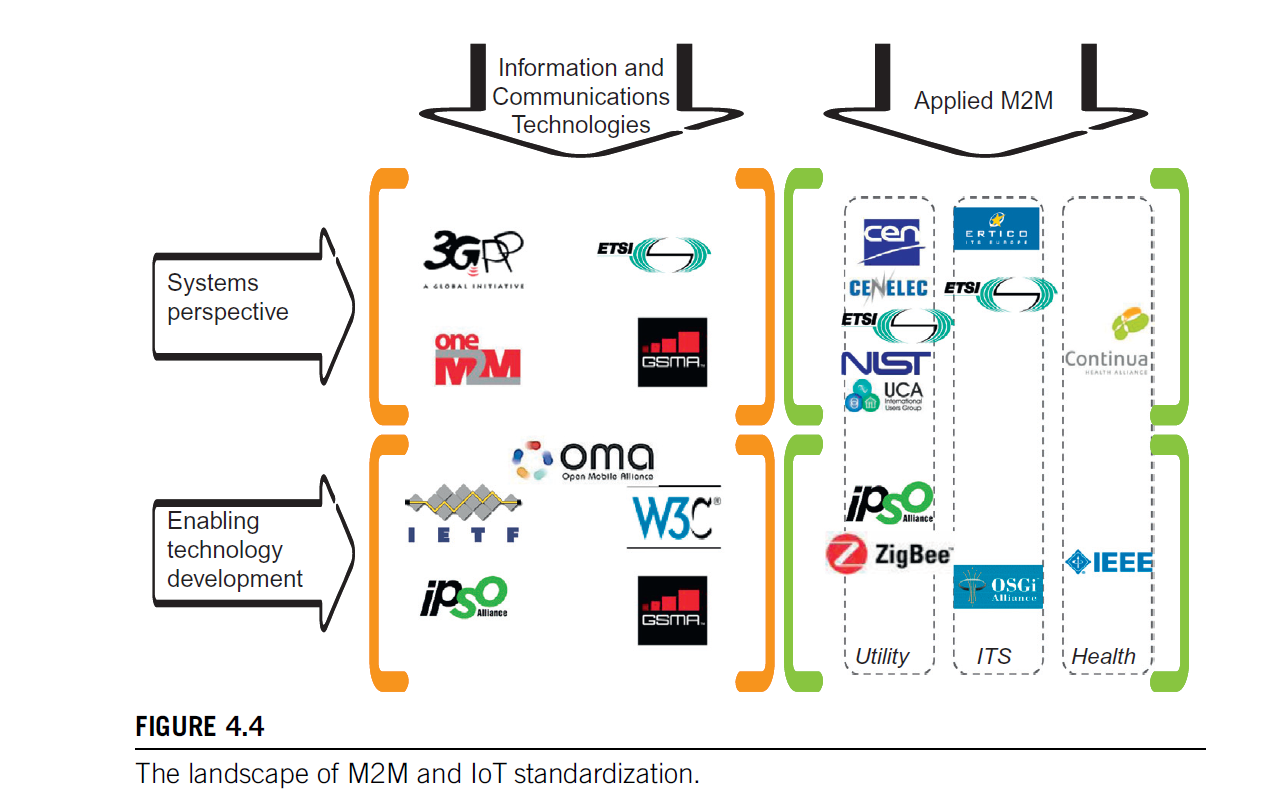 Information and
Communications
Technologies
Applied M2M
Systems
perspective
3GPP
A GLOBAL INITIATIVE
ETSI
one
M2M
GSMA™
cen
CENELEC
ETSI
NIST
UCA
International
Users Group
ERTICO
ITS EUROPE
ETSI
Continua
HEALTH ALLIANCE
Enabling
technology
development
oma
Open Mobile Alliance
IETF
W3C®
ipso
Alliance
GSMA™
ipso
Alliance
ZigBee™
OSGi
Alliance
IEEE
Utility
ITS
Health
FIGURE 4.4
The landscape of M2M and IoT standardization.